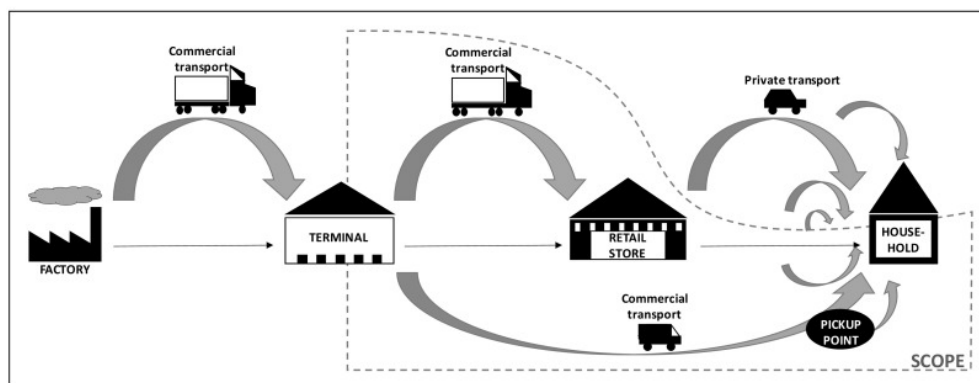 Commercial
transport
Commercial
transport
Private transport
FACTORY
TERMINAL
RETAIL
STORE
HOUSE-
HOLD
Commercial
transport
PICKUP
POINT
SCOPE